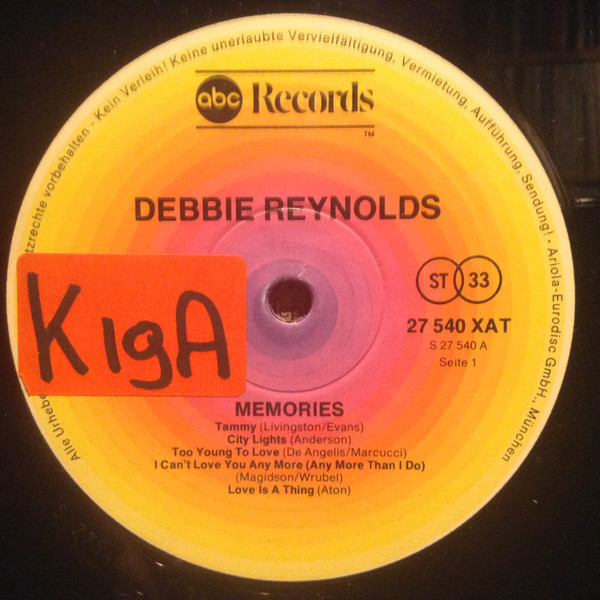 Alle Urhebe
tzrechte vorbehalten - Kein Verleih! Keine unerlaubte Vervielfältigung, Vermietung, Aufführung, Sendung! · Ariola-Eurodisc GmbH., München
abc Records
TM
DEBBIE REYNOLDS
ST 33
KIgA
27 540 XAT
S 27 540 A
Seite 1
MEMORIES
Tammy (Livingston/Evans)
City Lights (Anderson)
Too Young To Love (De Angelis/Marcucci)
I Can't Love You Any More (Any More Than I Do)
(Magidson/Wrubel)
Love Is A Thing (Aton)